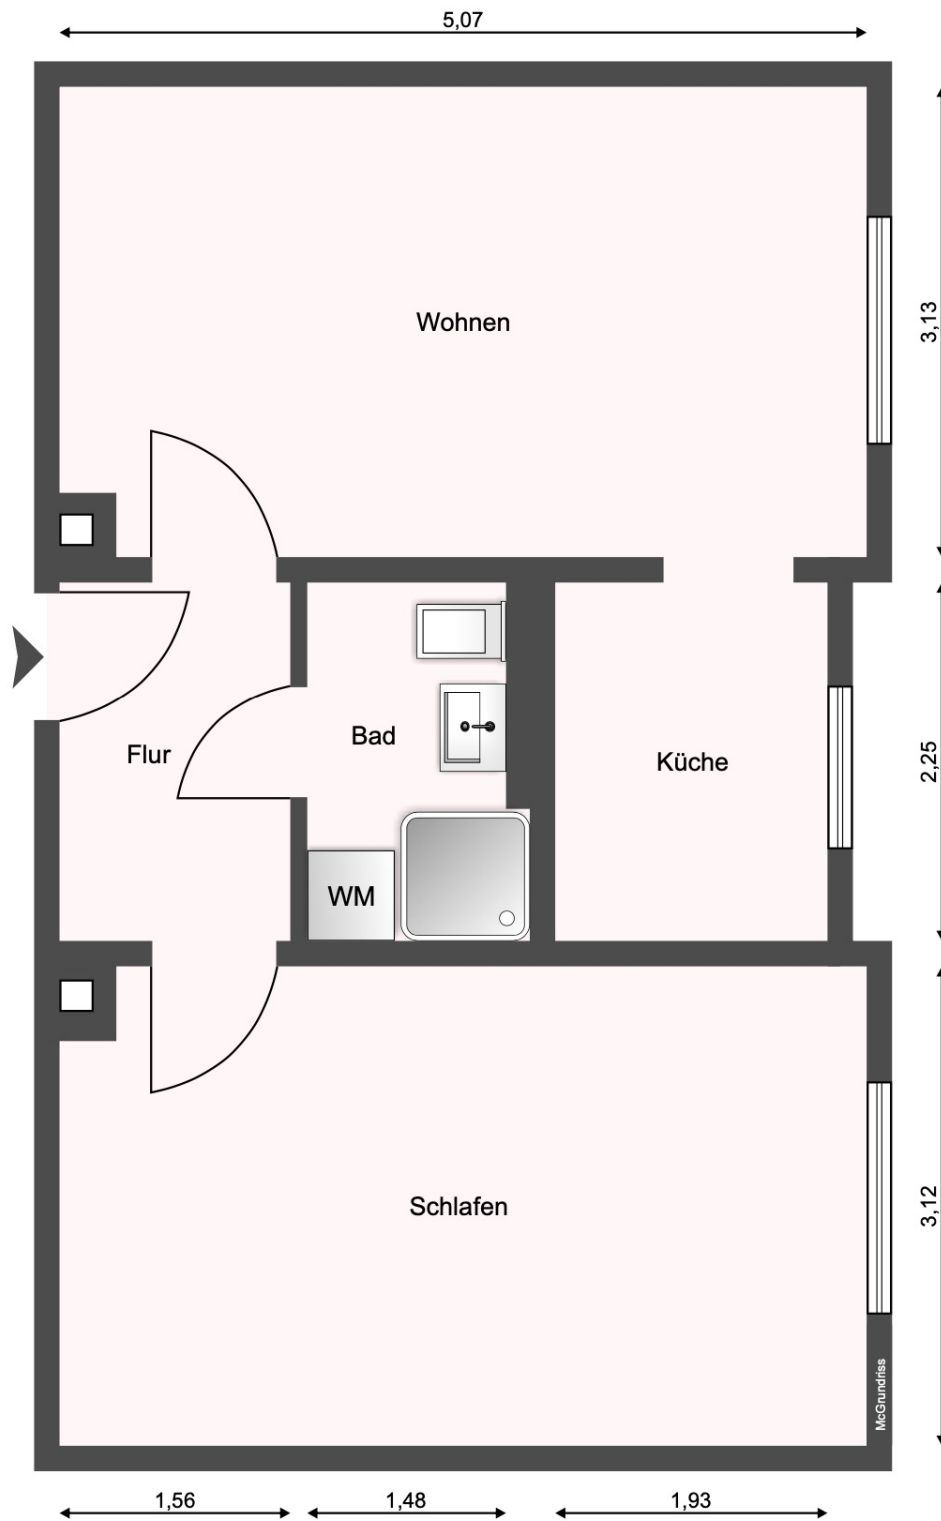 5,07
Wohnen
3,13
Flur
Bad
Küche
2,25
WM
Schlafen
3,12
McGrundriss
1,56
1,48
1,93